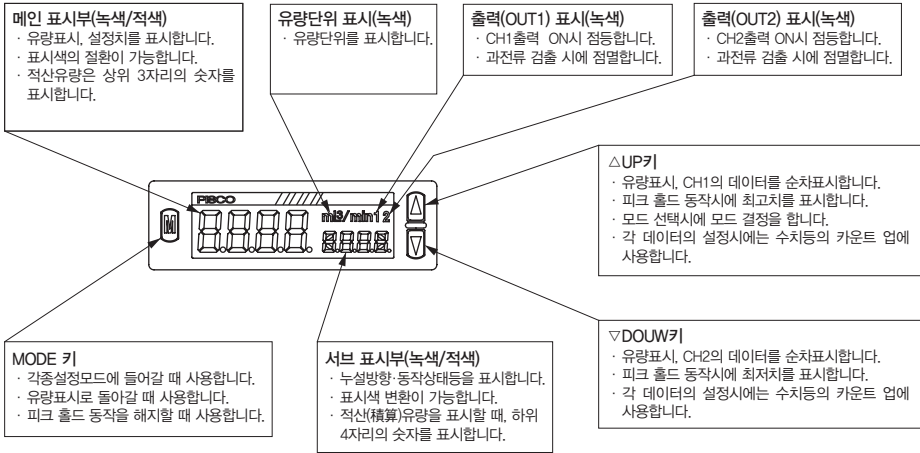 메인 표시부(녹색/적색)
· 유량표시, 설정치를 표시합니다.
· 표시색의 절환이 가능합니다.
· 적산유량은 상위 3자리의 숫자를
표시합니다.
유량단위 표시(녹색)
· 유량단위를 표시합니다.
출력(OUT1) 표시(녹색)
· CH1출력 ON시 점등합니다.
· 과전류 검출 시에 점멸합니다.
출력(OUT2) 표시(녹색)
· CH2출력 ON시 점등합니다.
· 과전류 검출 시에 점멸합니다.
△UP키
· 유량표시, CH1의 데이터를 순차표시합니다.
· 피크 홀드 동작시에 최고치를 표시합니다.
· 모드 선택시에 모드 결정을 합니다.
· 각 데이터의 설정시에는 수치등의 카운트 업에
사용합니다.
PISCO
ml3/min12
M
MODE 키
· 각종설정모드에 들어갈 때 사용합니다.
· 유량표시로 돌아갈 때 사용합니다.
· 피크 홀드 동작을 해지할 때 사용합니다.
서브 표시부(녹색/적색)
· 누설방향·동작상태등을 표시합니다.
· 표시색 변환이 가능합니다.
· 적산(積算)유량을 표시할 때, 하위
4자리의 숫자를 표시합니다.
▽DOUW키
· 유량표시, CH2의 데이터를 순차표시합니다.
· 피크 홀드 동작시에 최저치를 표시합니다.
· 각 데이터의 설정시에는 수치등의 카운트 업에
사용합니다.